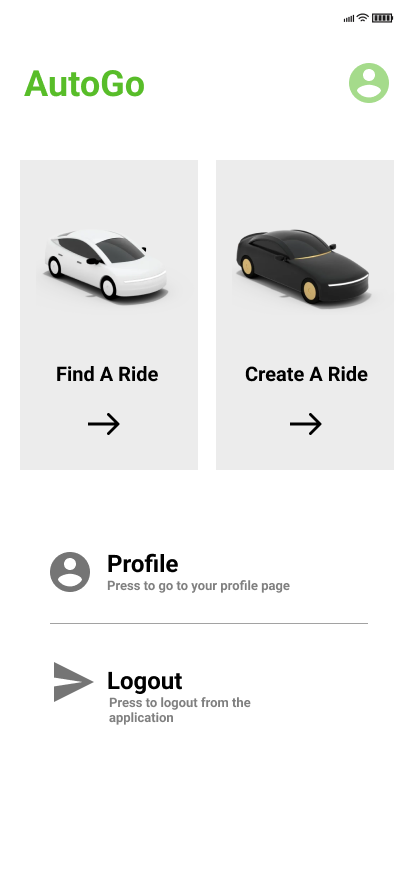 AutoGo
Find A Ride
Create A Ride
Profile
Press to go to your profile page
Logout
Press to logout from the
application